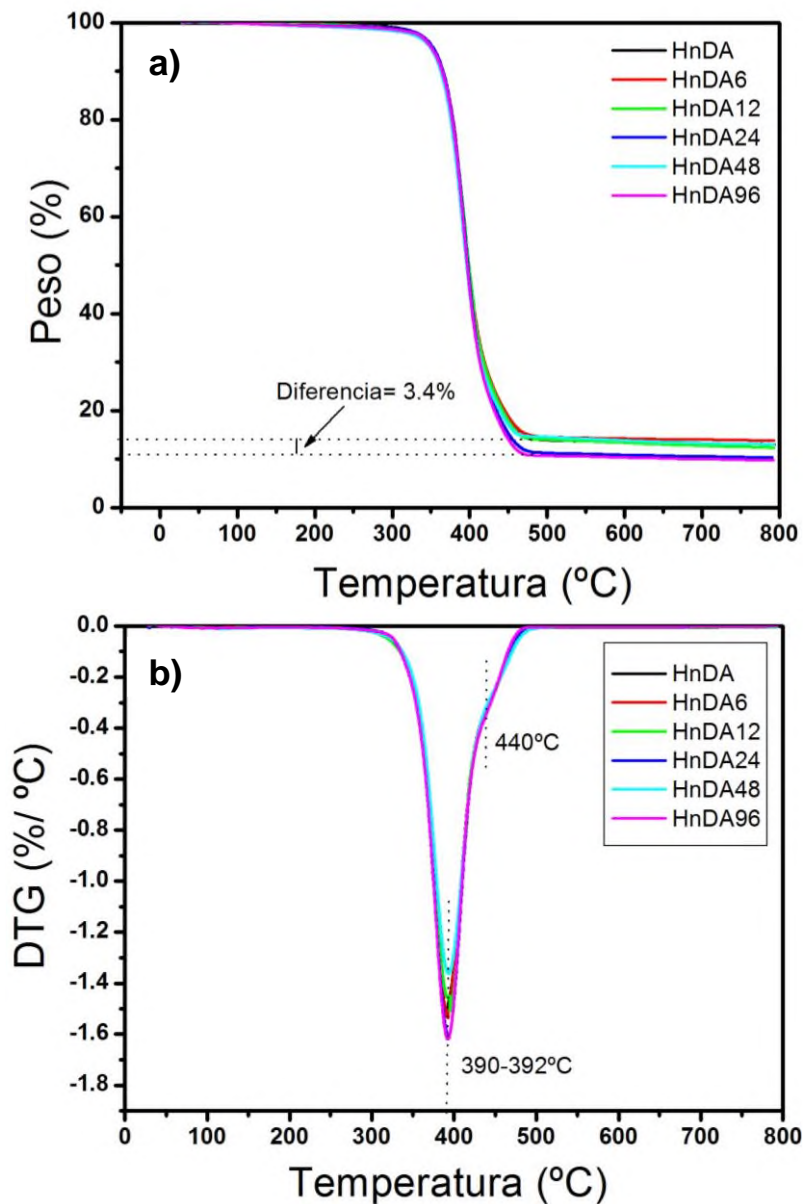 a)
HnDA
HnDA6
HnDA12
HnDA24
HnDA48
HnDA96
Peso (%)
100
80
60
40
20
0
Diferencia= 3.4%
0 100 200 300 400 500 600 700 800
Temperatura (ºC)
b)
HnDA
HnDA6
HnDA12
HnDA24
HnDA48
HnDA96
DTG (%/ ºC)
0.0
-0.2
-0.4
-0.6
-0.8
-1.0
-1.2
-1.4
-1.6
-1.8
440ºC
390-392ºC
0 100 200 300 400 500 600 700 800
Temperatura (ºC)